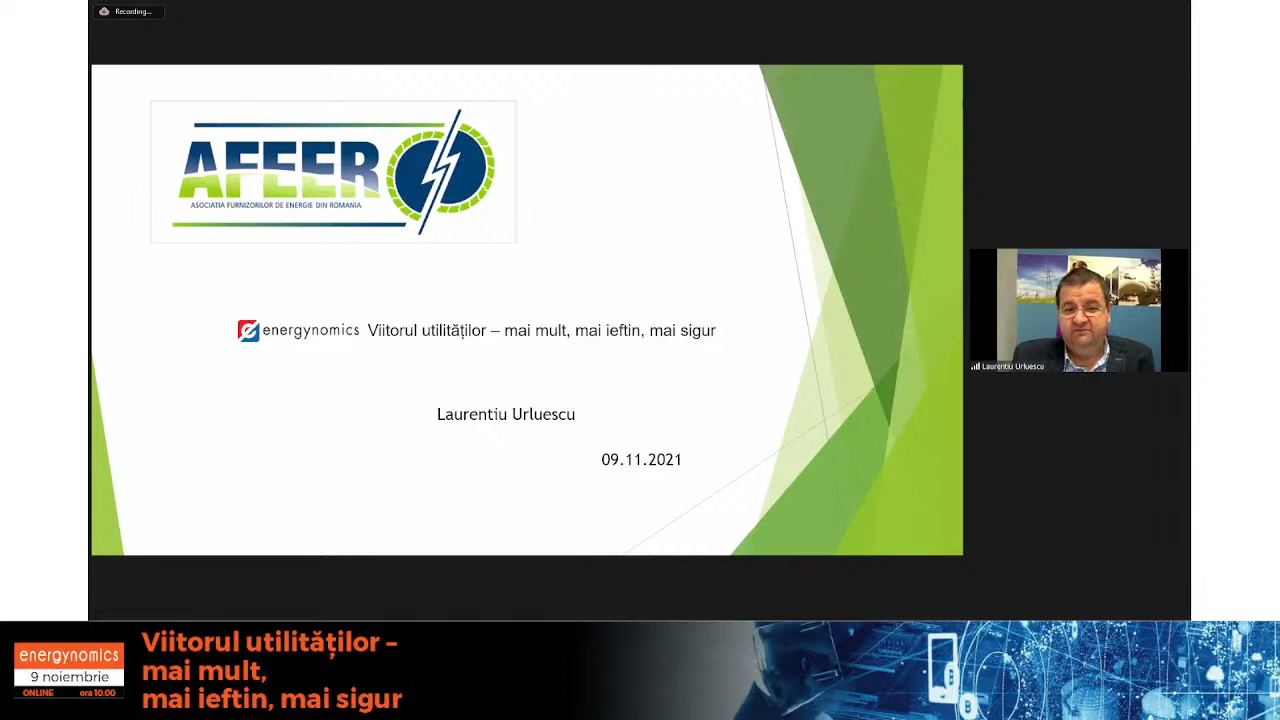 Recording...
AFEER
ASOCIATIA FURNIZORILOR DE ENERGIE DIN ROMANIA
energynomics Viitorul utilităților – mai mult, mai ieftin, mai sigur
Laurentiu Urluescu
09.11.2021
Laurentiu Urluescu
energynomics
9 noiembrie
ONLINE ora 10.00
Viitorul utilităților –
mai mult,
mai ieftin, mai sigur